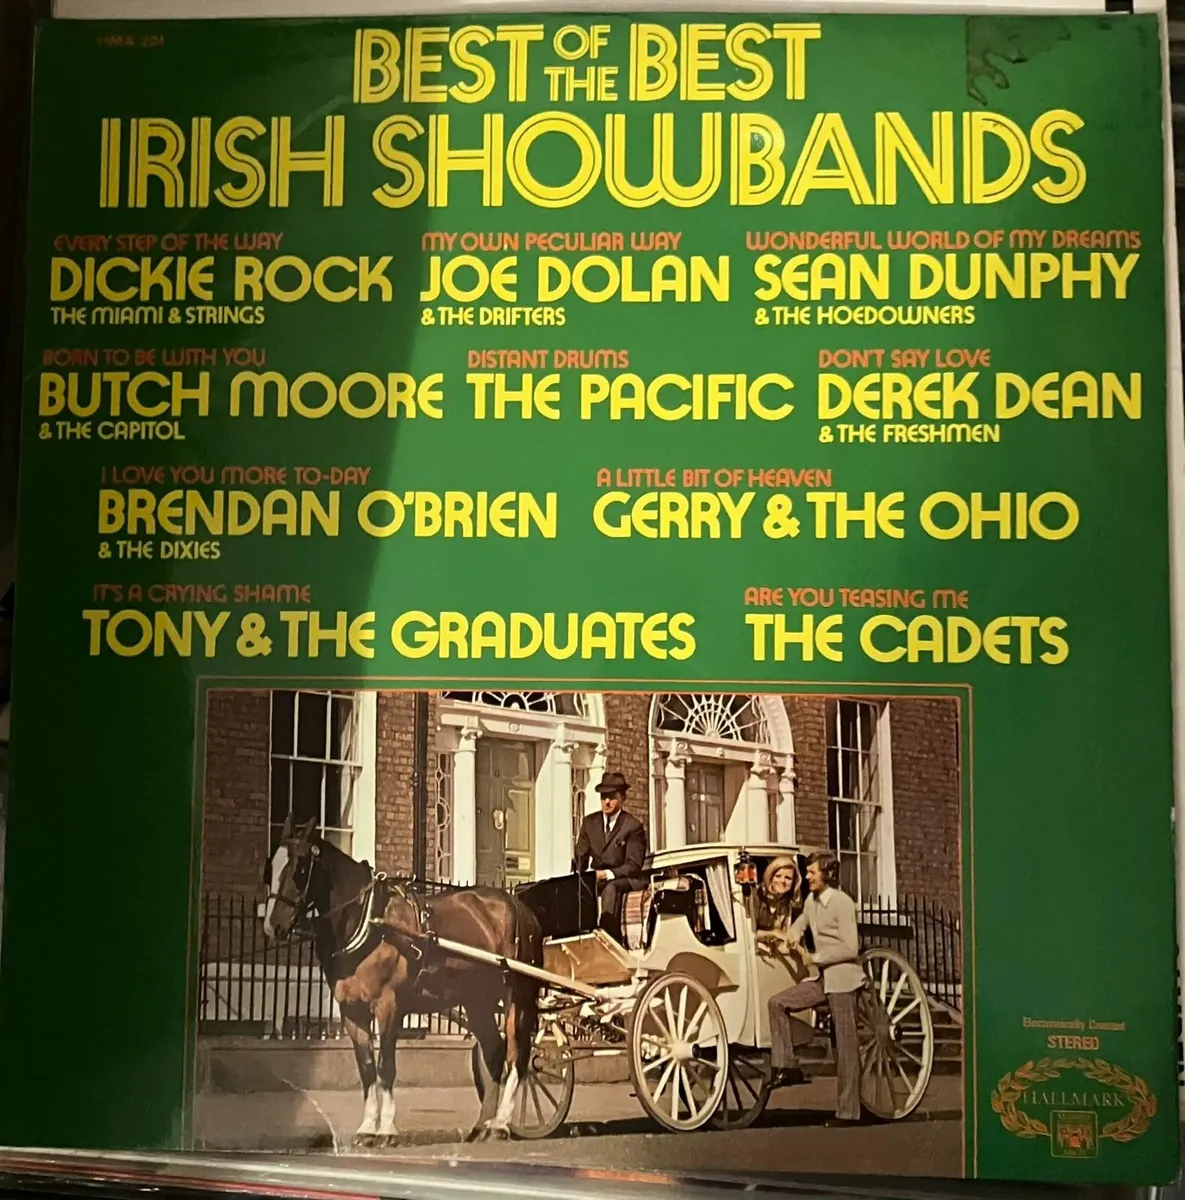 HMA 201
BEST OF THE BEST
IRISH SHOWBANDS
EVERY STEP OF THE WAY
DICKIE ROCK
THE MIAMI & STRINGS
MY OWN PECULIAR WAY
JOE DOLAN
& THE DRIFTERS
WONDERFUL WORLD OF MY DREAMS
SEAN DUNPHY
& THE HOEDOWNERS
BORN TO BE WITH YOU
BUTCH MOORE
& THE CAPITOL
DISTANT DRUMS
THE PACIFIC
DON'T SAY LOVE
DEREK DEAN
& THE FRESHMEN
I LOVE YOU MORE TO-DAY
BRENDAN O'BRIEN
& THE DIXIES
A LITTLE BIT OF HEAVEN
GERRY & THE OHIO
IT'S A CRYING SHAME
TONY & THE GRADUATES
ARE YOU TEASING ME
THE CADETS
Electronically Created
STEREO
HALLMARK